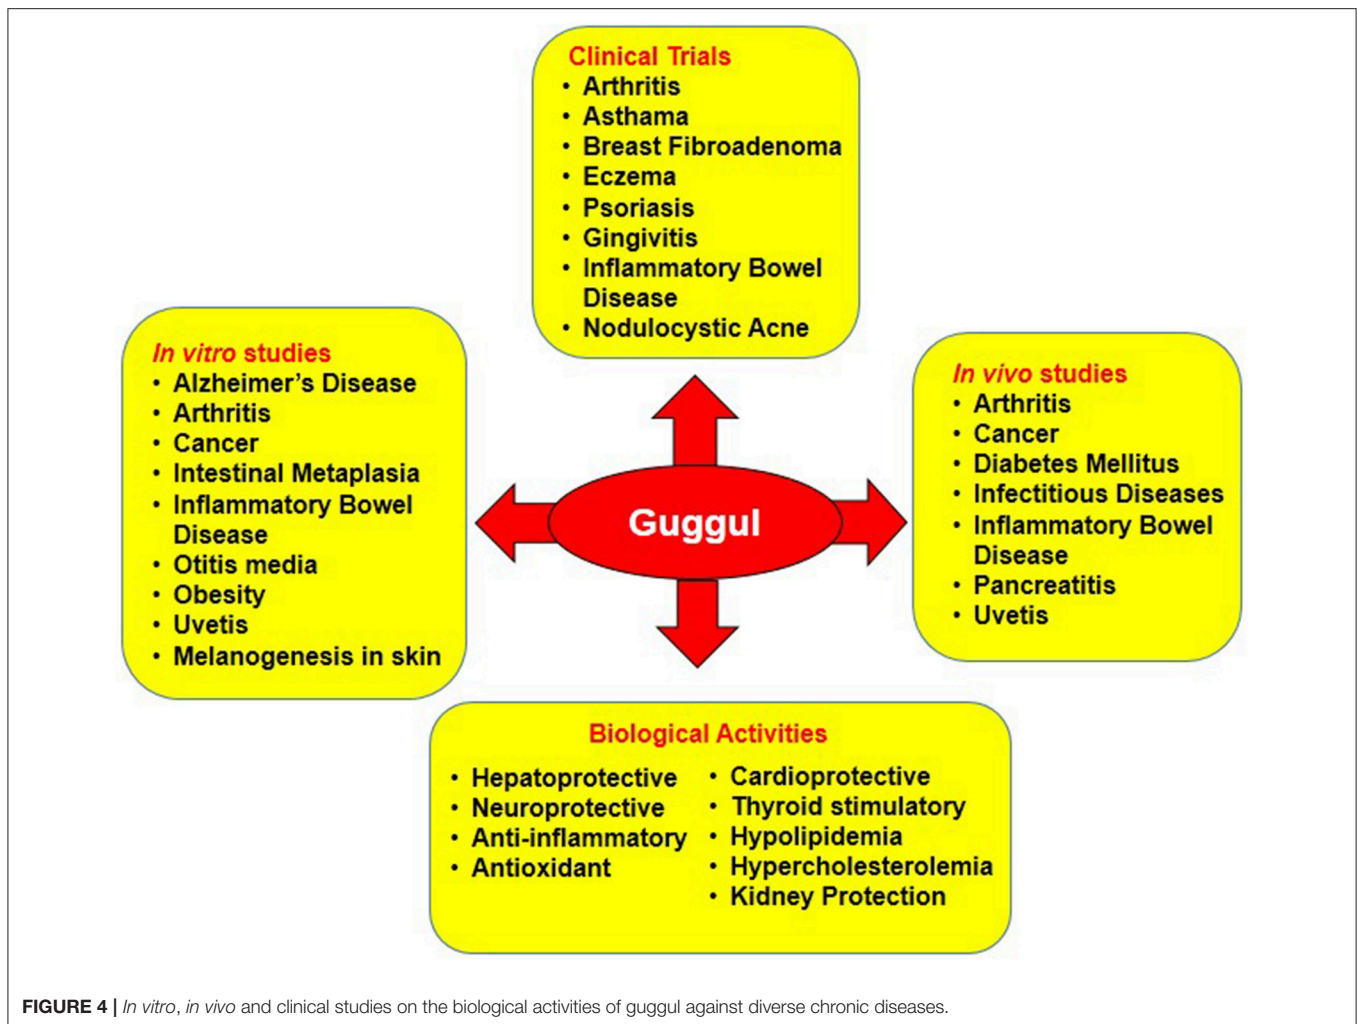 Clinical Trials
• Arthritis
• Asthama
• Breast Fibroadenoma
• Eczema
• Psoriasis
• Gingivitis
• Inflammatory Bowel
Disease
• Nodulocystic Acne
In vitro studies
• Alzheimer’s Disease
• Arthritis
• Cancer
• Intestinal Metaplasia
• Inflammatory Bowel
Disease
• Otitis media
• Obesity
• Uvetis
• Melanogenesis in skin
Guggul
In vivo studies
• Arthritis
• Cancer
• Diabetes Mellitus
• Infectitious Diseases
• Inflammatory Bowel
Disease
• Pancreatitis
• Uvetis
Biological Activities
• Hepatoprotective
• Neuroprotective
• Anti-inflammatory
• Antioxidant
• Cardioprotective
• Thyroid stimulatory
• Hypolipidemia
• Hypercholesterolemia
• Kidney Protection
FIGURE 4 | In vitro, in vivo and clinical studies on the biological activities of guggul against diverse chronic diseases.